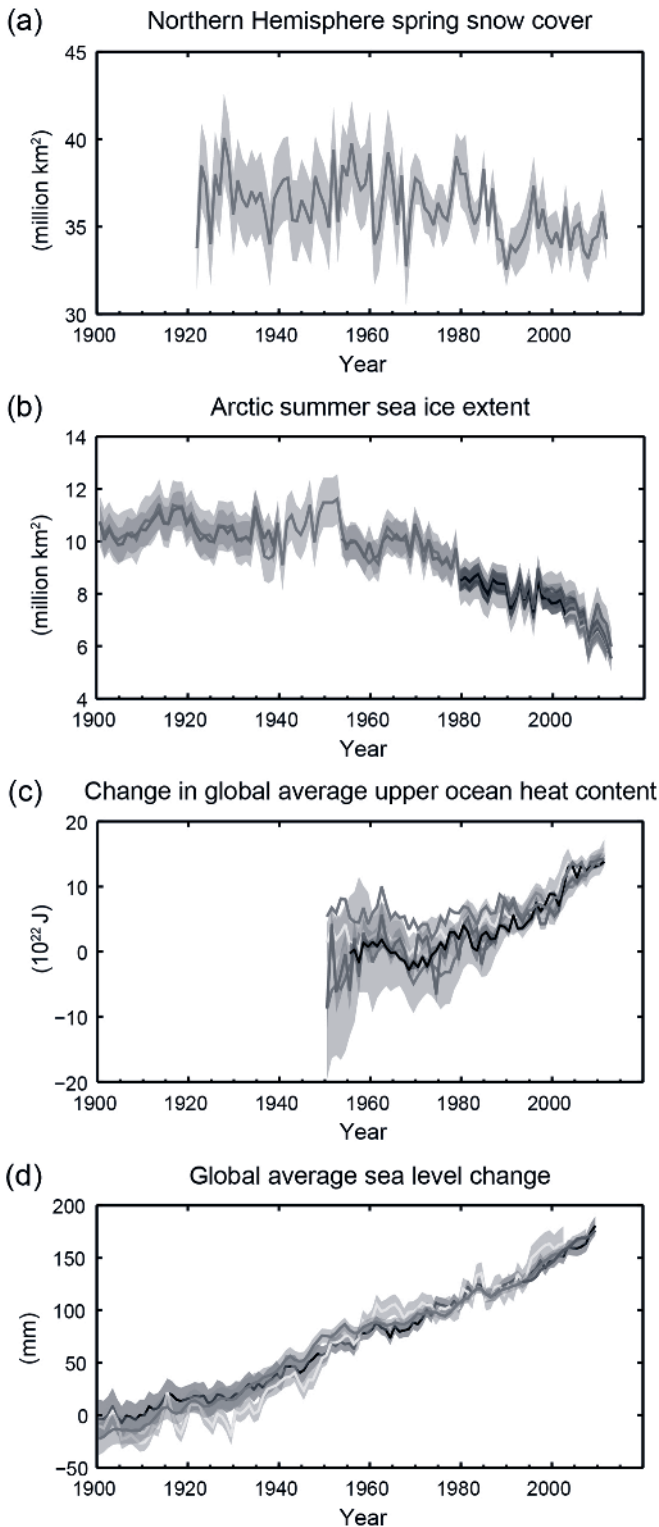 (a) Northern Hemisphere spring snow cover
45
40
35
30
(million km²)
1900 1920 1940 1960 1980 2000
Year
(b) Arctic summer sea ice extent
14
12
10
8
6
4
(million km²)
1900 1920 1940 1960 1980 2000
Year
(c) Change in global average upper ocean heat content
20
10
0
−10
−20
(10²² J)
1900 1920 1940 1960 1980 2000
Year
(d) Global average sea level change
200
150
100
50
0
−50
(mm)
1900 1920 1940 1960 1980 2000
Year